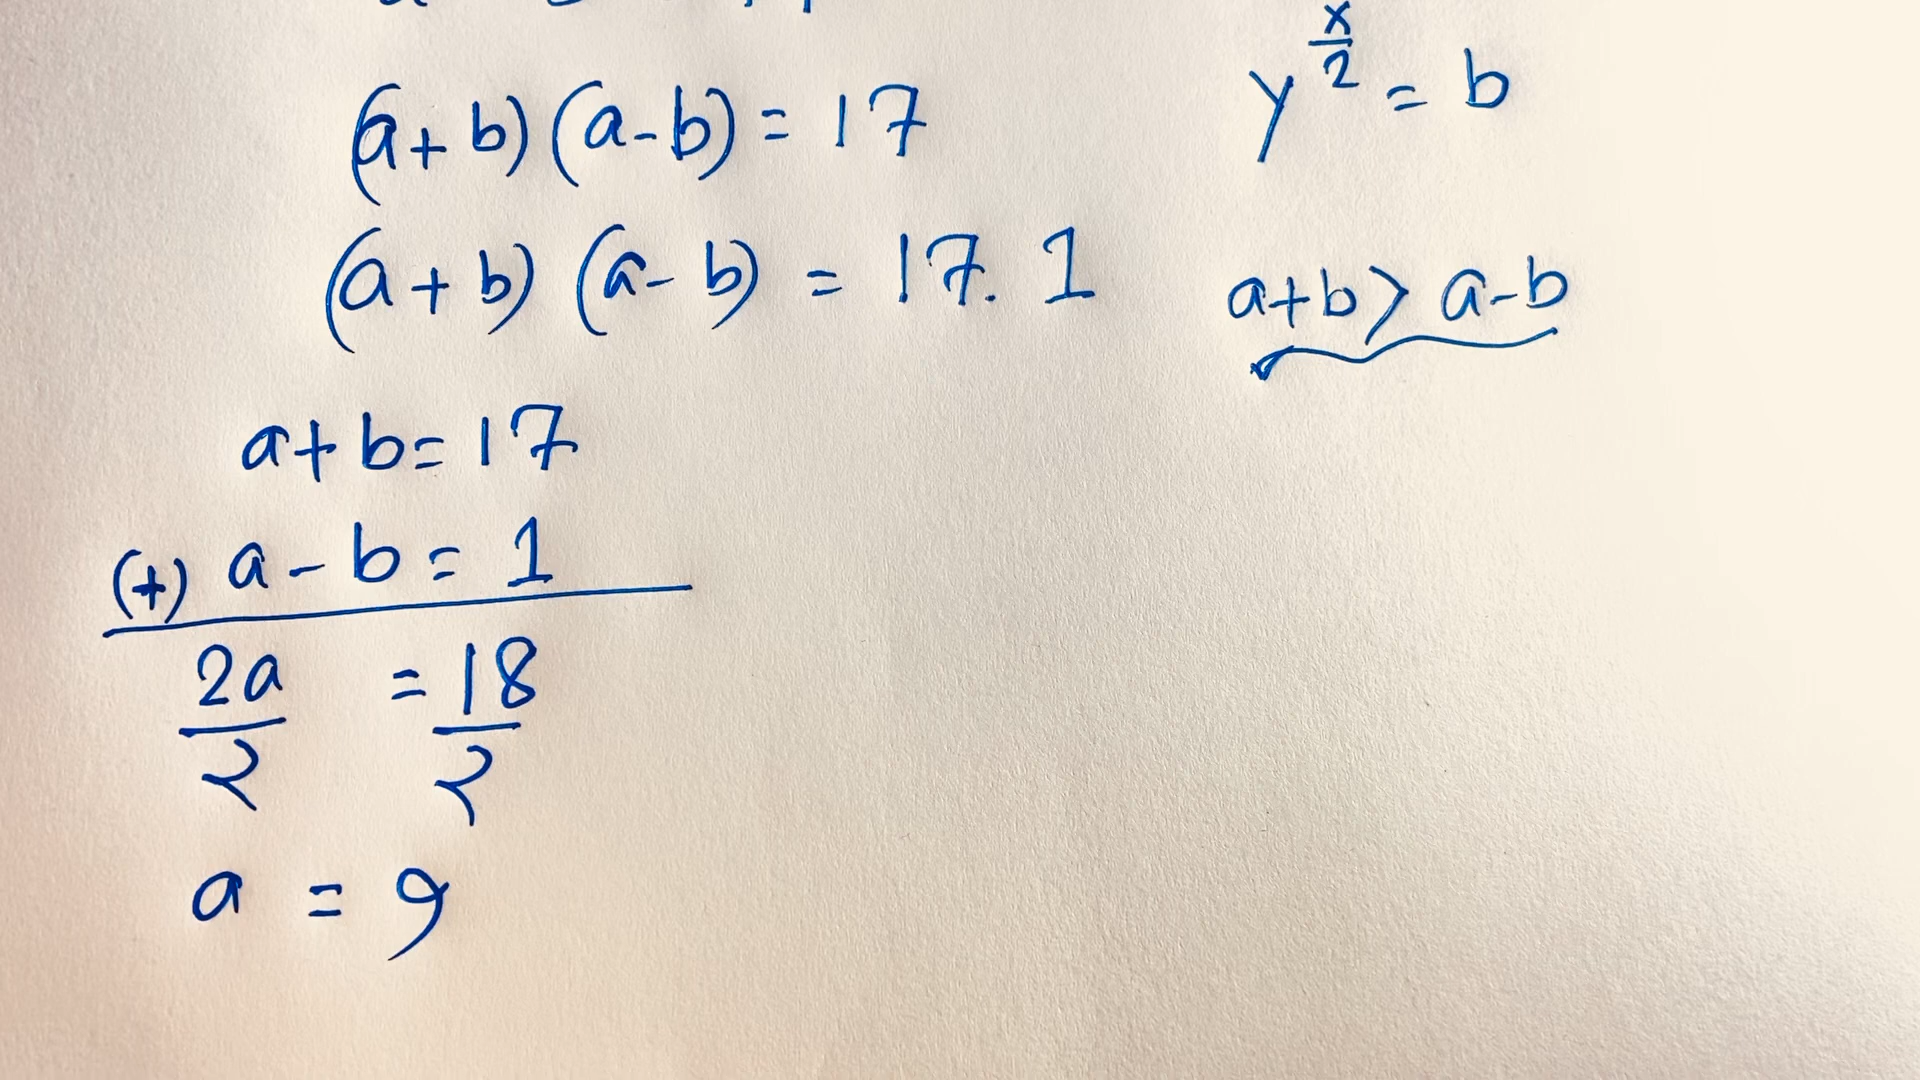 (a+b)(a-b) = 17
(a+b) (a-b) = 17. 1
a+b=17
(+) a-b= 1
2a = 18
2 2
a = 9
y^(x/2) = b
a+b> a-b